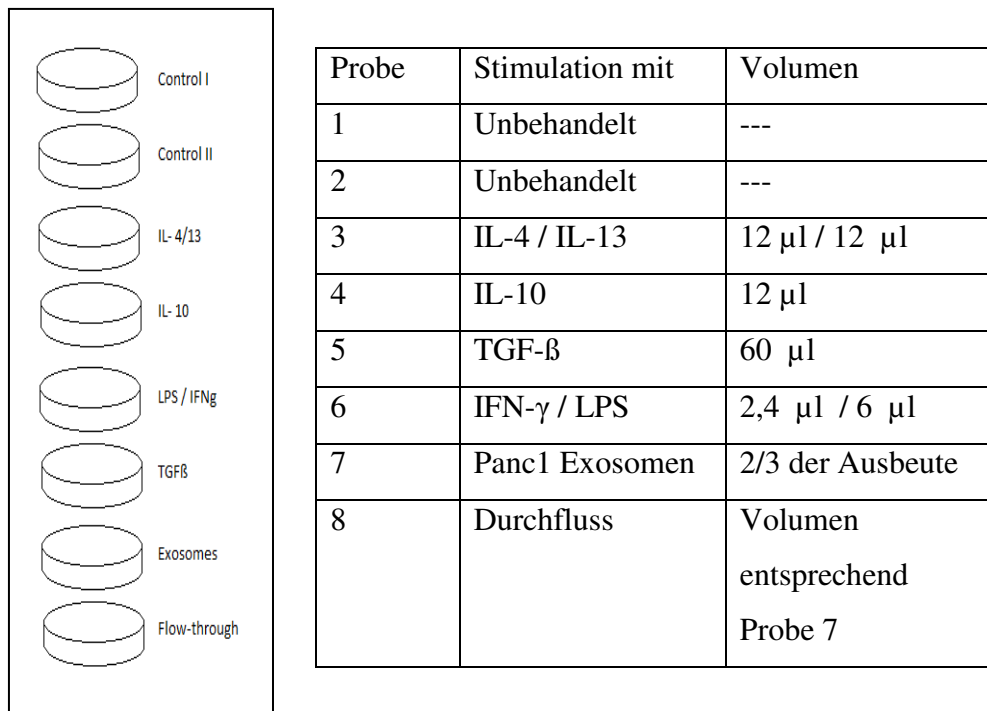 Control I
Control II
IL- 4/13
IL- 10
LPS / IFNg
TGFß
Exosomes
Flow-through
Probe Stimulation mit Volumen
1 Unbehandelt ---
2 Unbehandelt ---
3 IL-4 / IL-13 12 µl / 12 µl
4 IL-10 12 µl
5 TGF-ß 60 µl
6 IFN-γ / LPS 2,4 µl / 6 µl
7 Panc1 Exosomen 2/3 der Ausbeute
8 Durchfluss Volumen
entsprechend
Probe 7